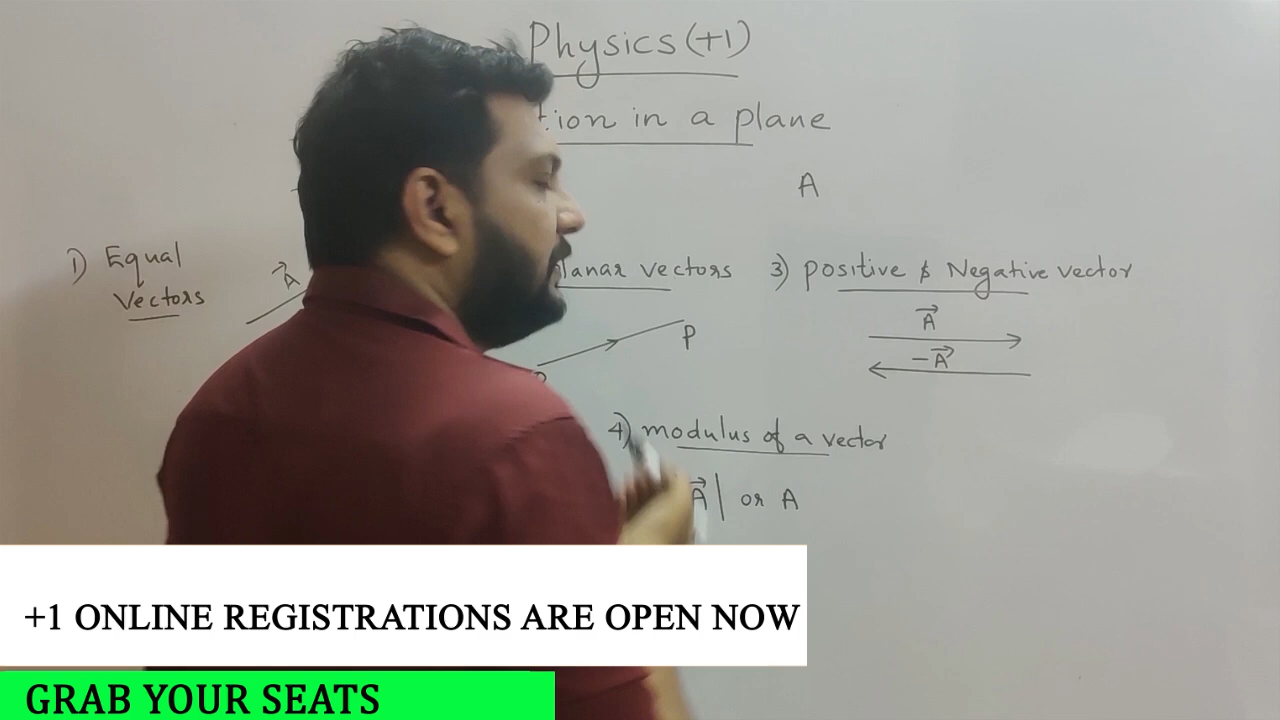 Physics (+1)
tion in a plane
A
1) Equal
Vectors
A⃗
lanar vectors
P
3) positive & Negative vector
A⃗
-A⃗
4) modulus of a vector
A⃗| or A
+1 ONLINE REGISTRATIONS ARE OPEN NOW
GRAB YOUR SEATS